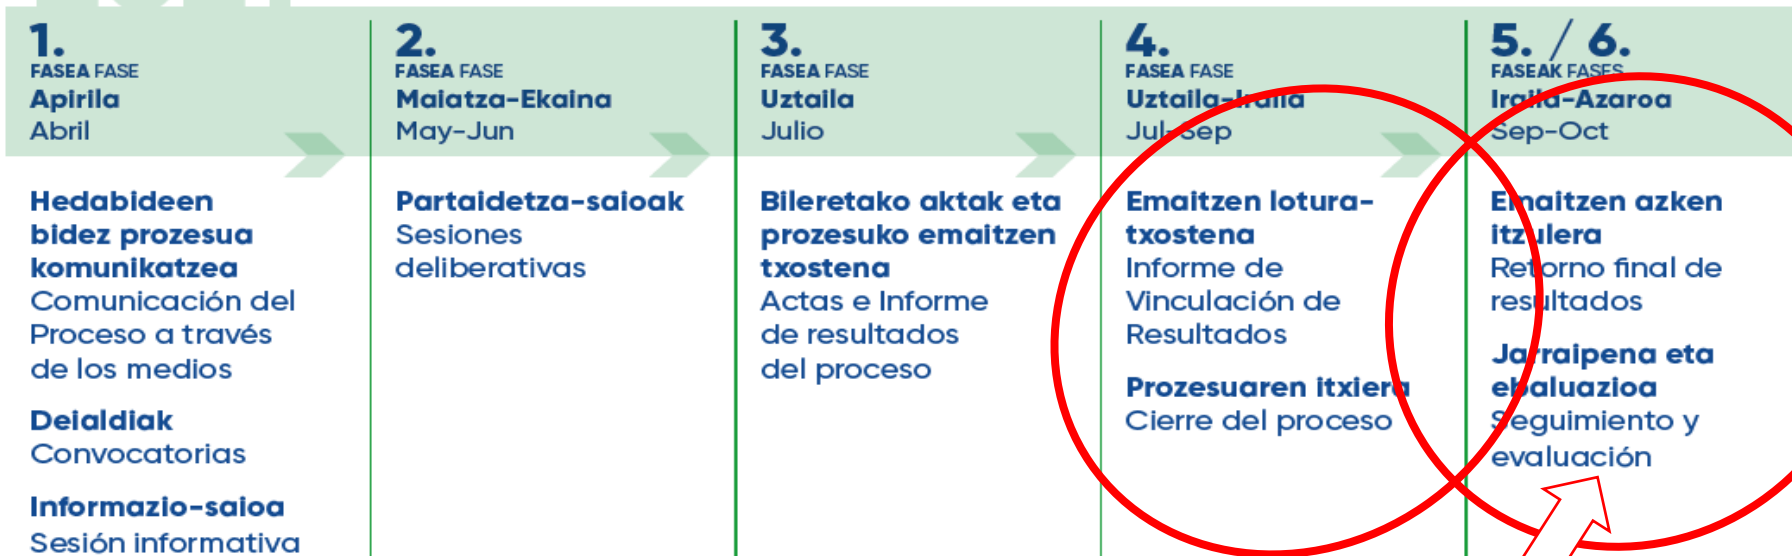 1.
FASEA FASE
Apirila
Abril
Hedabideen
bidez prozesua
komunikatzea
Comunicación del
Proceso a través
de los medios
Deialdiak
Convocatorias
Informazio-saioa
Sesión informativa
2.
FASEA FASE
Maiatza-Ekaina
May-Jun
Partaidetza-saioak
Sesiones
deliberativas
3.
FASEA FASE
Uztaila
Julio
Bileretako aktak eta
prozesuko emaitzen
txostena
Actas e Informe
de resultados
del proceso
4.
FASEA FASE
Uztaila-Iraila
Jul-Sep
Emaitzen lotura-
txostena
Informe de
Vinculación de
Resultados
Prozesuaren itxiera
Cierre del proceso
5. / 6.
FASEAK FASES
Iraila-Azaroa
Sep-Oct
Emaitzen azken
itzulera
Retorno final de
resultados
Jarraipena eta
ebaluazioa
Seguimiento y
evaluación